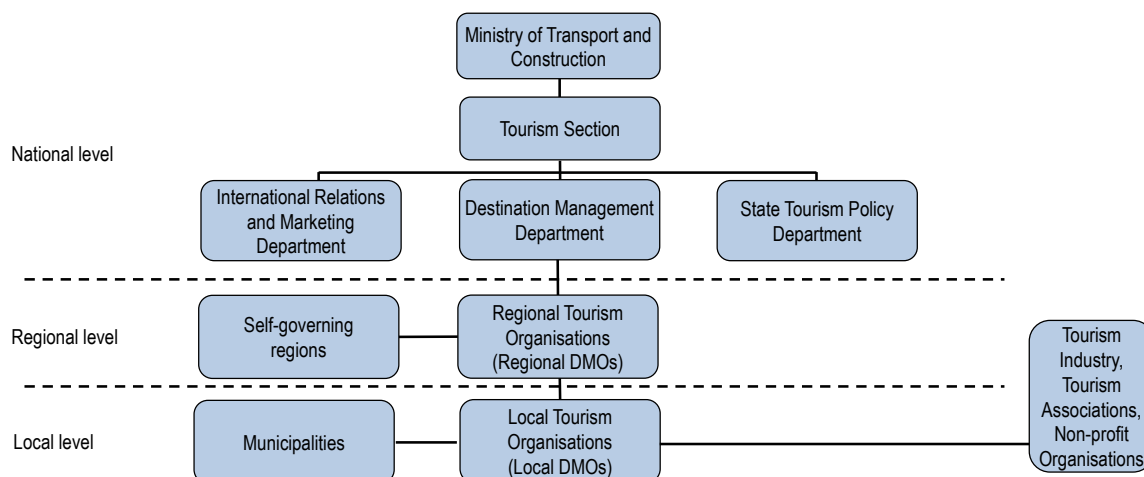 Ministry of Transport and
Construction
Tourism Section
National level
International Relations
and Marketing
Department
Destination Management
Department
State Tourism Policy
Department
Regional level
Self-governing
regions
Regional Tourism
Organisations
(Regional DMOs)
Tourism
Industry,
Tourism
Associations,
Non-profit
Organisations
Local level
Municipalities
Local Tourism
Organisations
(Local DMOs)